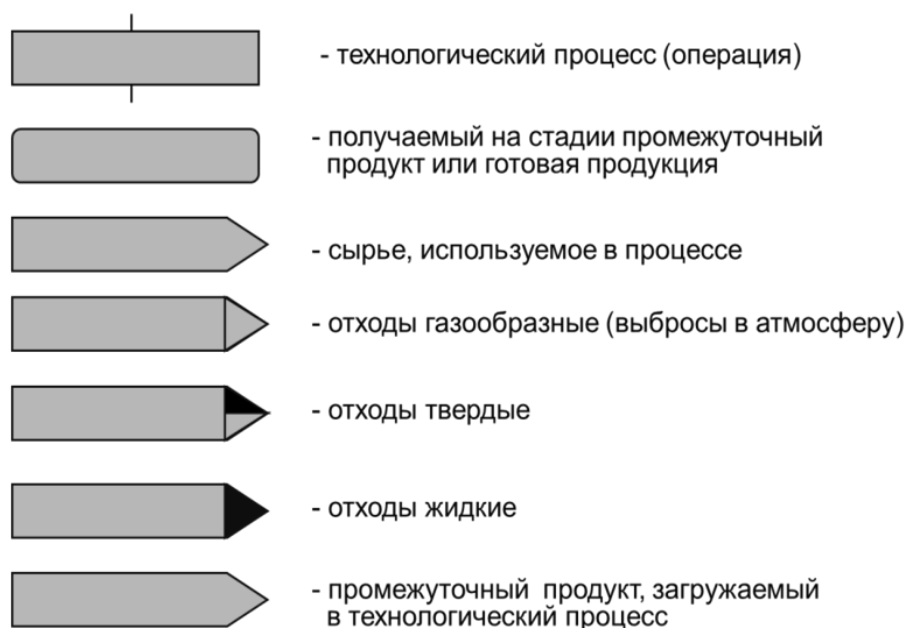 - технологический процесс (операция)
- получаемый на стадии промежуточный
продукт или готовая продукция
- сырье, используемое в процессе
- отходы газообразные (выбросы в атмосферу)
- отходы твердые
- отходы жидкие
- промежуточный продукт, загружаемый
в технологический процесс